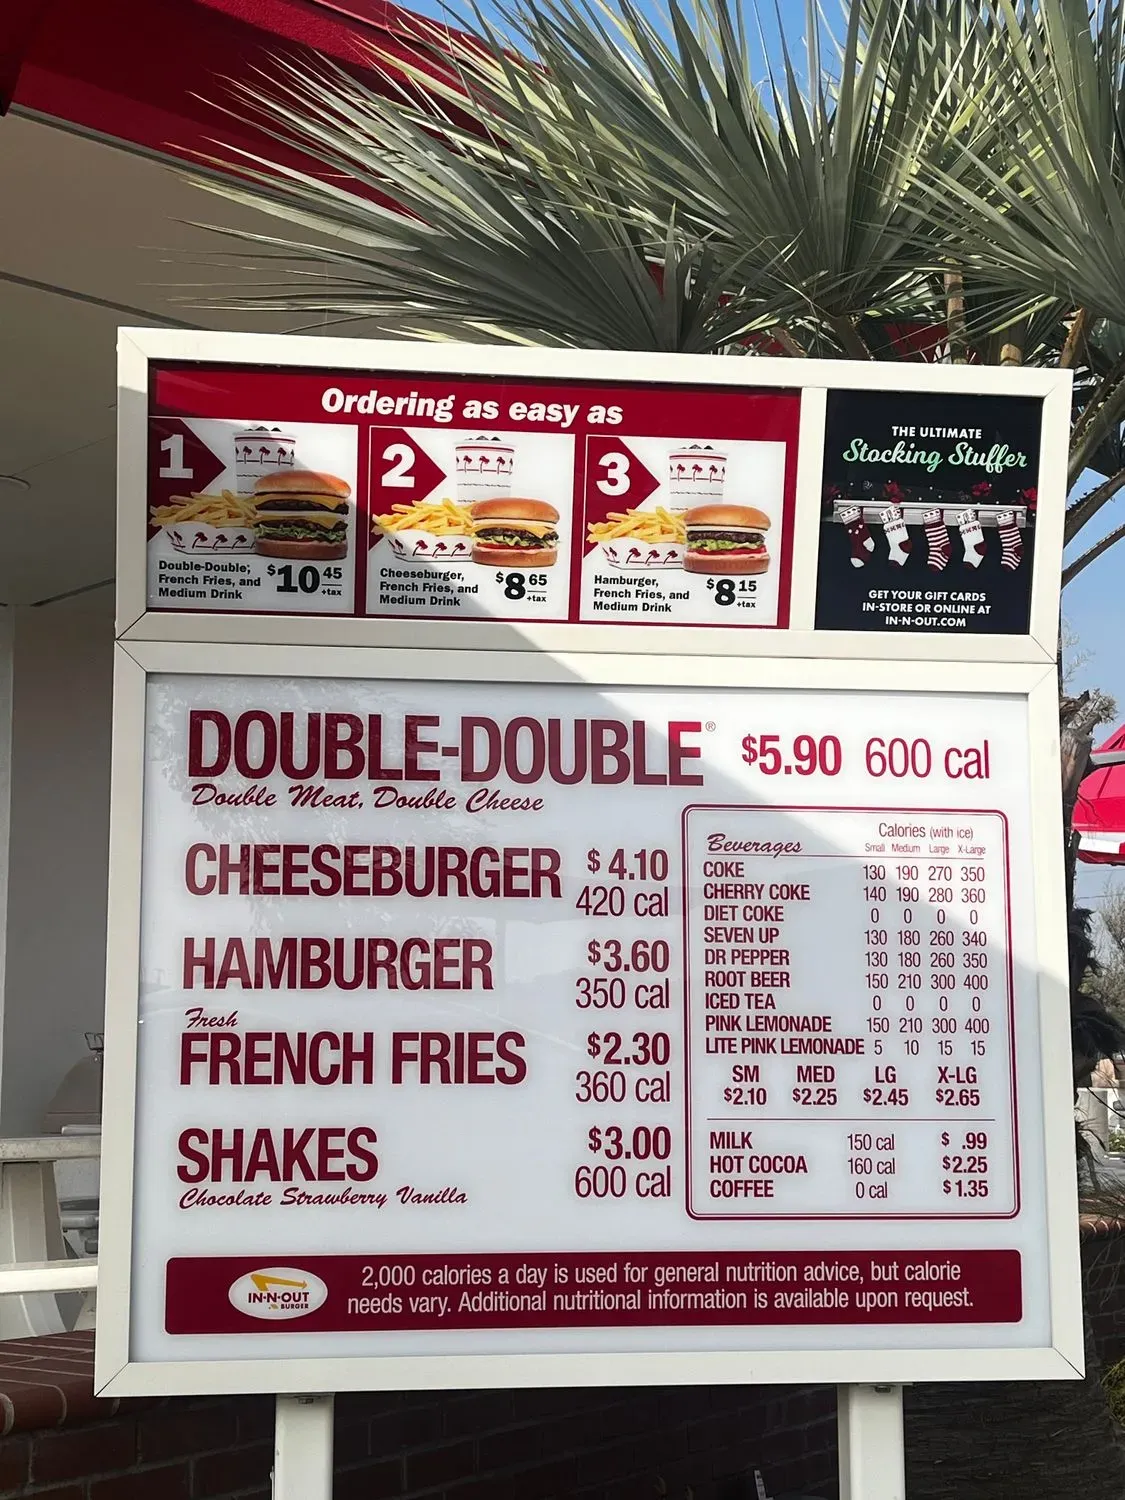 Ordering as easy as
1
Double-Double,
French Fries, and
Medium Drink
$10 45
+tax
2
Cheeseburger,
French Fries, and
Medium Drink
$8 65
+tax
3
Hamburger,
French Fries, and
Medium Drink
$8 15
+tax
THE ULTIMATE
Stocking Stuffer
GET YOUR GIFT CARDS
IN-STORE OR ONLINE AT
IN-N-OUT.COM
DOUBLE-DOUBLE® $5.90 600 cal
Double Meat, Double Cheese
CHEESEBURGER $4.10
420 cal
HAMBURGER $3.60
350 cal
Fresh
FRENCH FRIES $2.30
360 cal
SHAKES $3.00
600 cal
Chocolate Strawberry Vanilla
Calories (with ice)
Beverages Small Medium Large X-Large
COKE 130 190 270 350
CHERRY COKE 140 190 280 360
DIET COKE 0 0 0 0
SEVEN UP 130 180 260 340
DR PEPPER 130 180 260 350
ROOT BEER 150 210 300 400
ICED TEA 0 0 0 0
PINK LEMONADE 150 210 300 400
LITE PINK LEMONADE 5 10 15 15
SM MED LG X-LG
$2.10 $2.25 $2.45 $2.65
MILK 150 cal $ .99
HOT COCOA 160 cal $2.25
COFFEE 0 cal $1.35
IN-N-OUT
BURGER
2,000 calories a day is used for general nutrition advice, but calorie
needs vary. Additional nutritional information is available upon request.